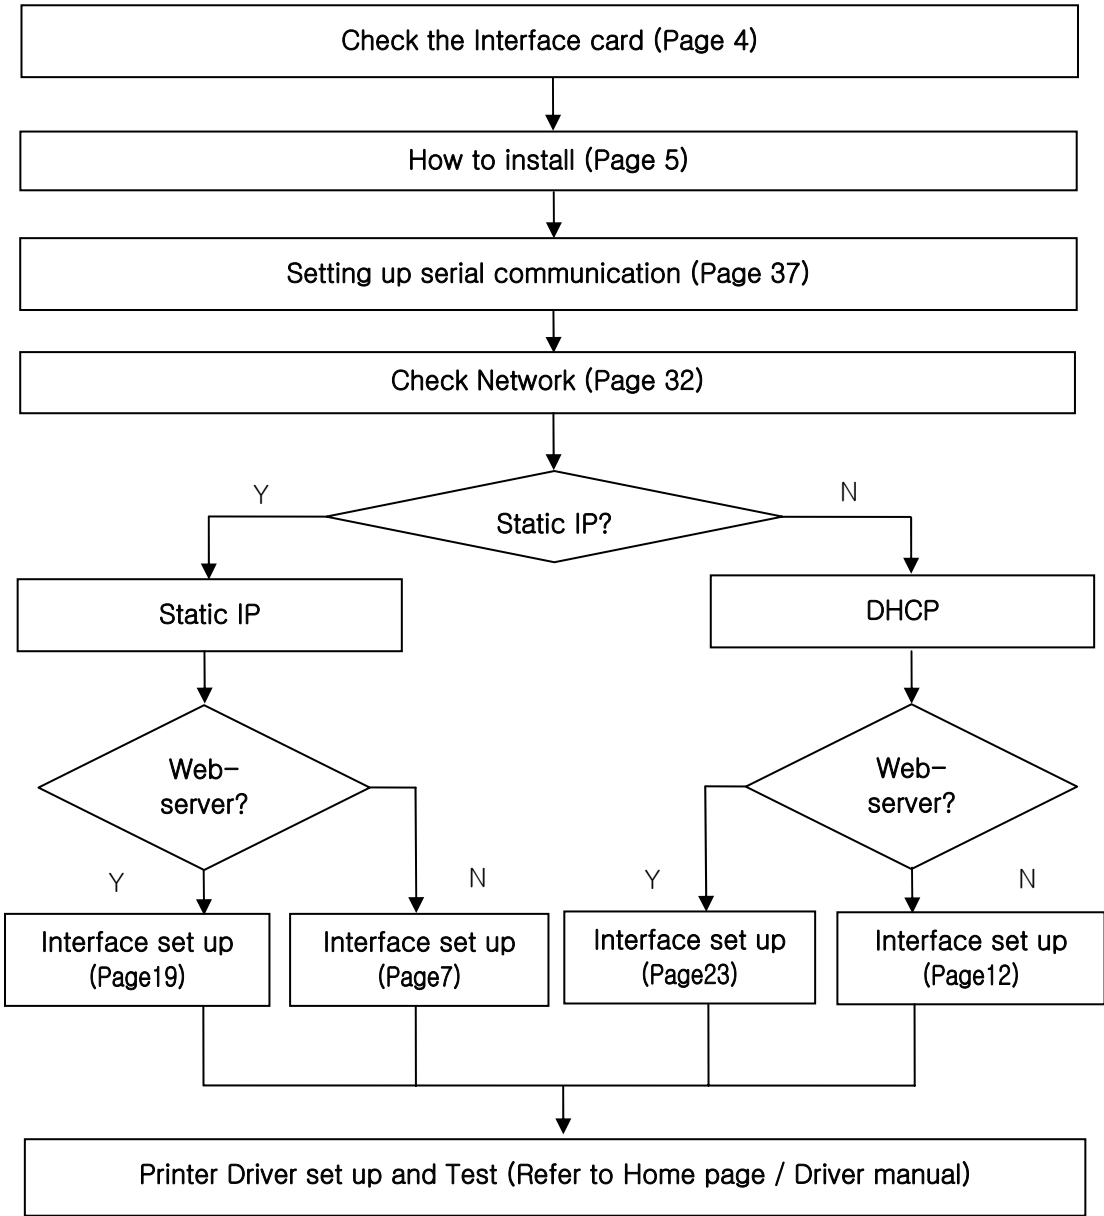 Check the Interface card (Page 4)
How to install (Page 5)
Setting up serial communication (Page 37)
Check Network (Page 32)
Y
N
Static IP?
Static IP
DHCP
Web-
server?
Web-
server?
Y
N
Y
N
Interface set up
(Page19)
Interface set up
(Page7)
Interface set up
(Page23)
Interface set up
(Page12)
Printer Driver set up and Test (Refer to Home page / Driver manual)